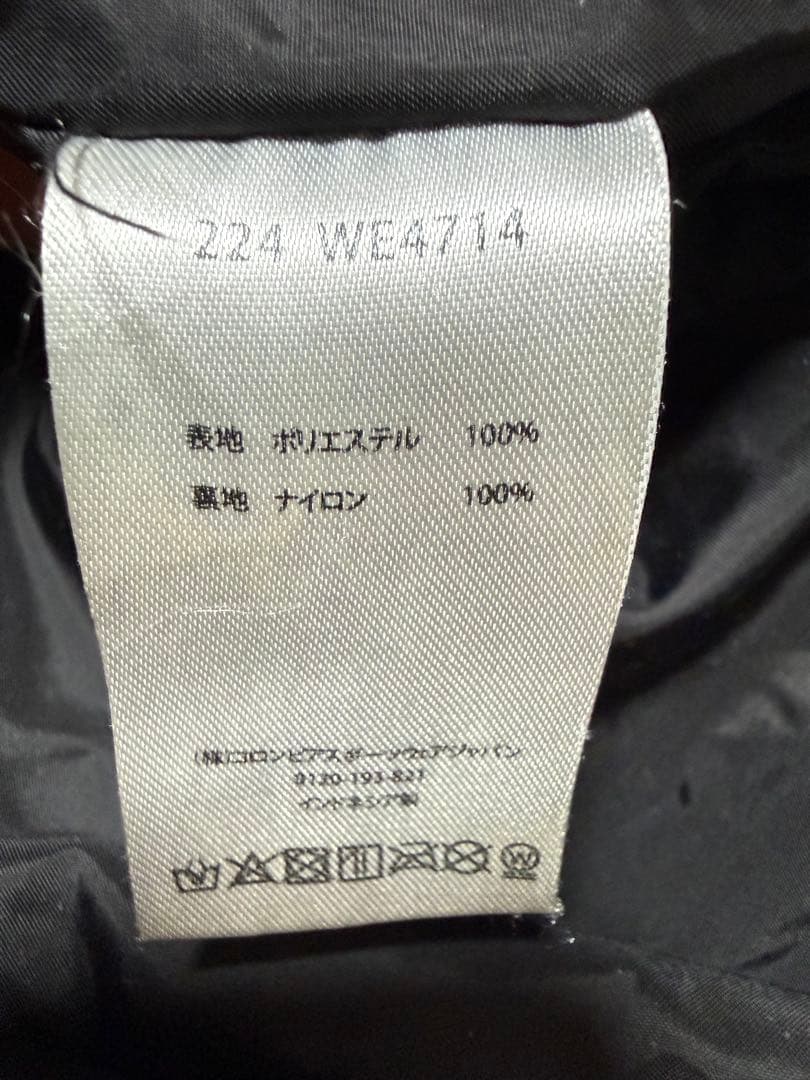 224 WE4714
表地 ポリエステル 100%
裏地 ナイロン 100%
(株)コロンビアスポーツウェアジャパン
0120-193-821
インドネシア製
W